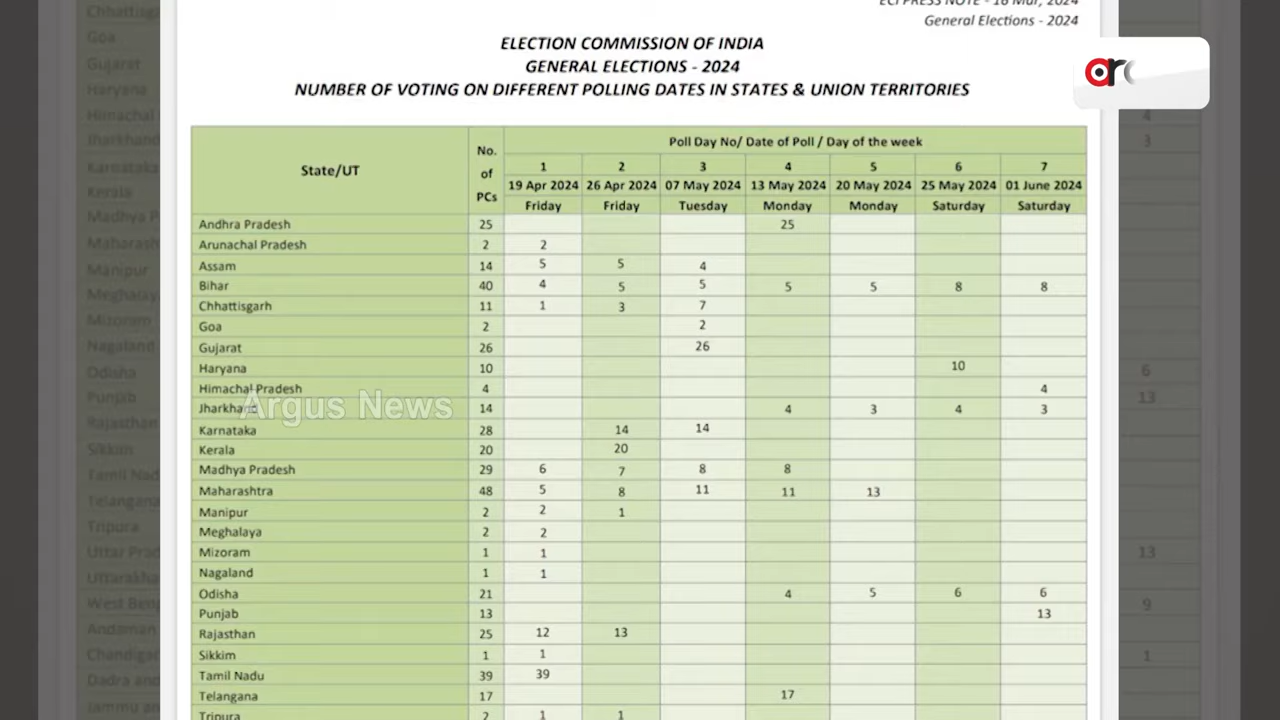 ECI PRESS NOTE - 16 Mar, 2024
General Elections - 2024
ELECTION COMMISSION OF INDIA
GENERAL ELECTIONS - 2024
NUMBER OF VOTING ON DIFFERENT POLLING DATES IN STATES & UNION TERRITORIES
State/UT No. of PCs Poll Day No/ Date of Poll / Day of the week
1 2 3 4 5 6 7
19 Apr 2024 26 Apr 2024 07 May 2024 13 May 2024 20 May 2024 25 May 2024 01 June 2024
Friday Friday Tuesday Monday Monday Saturday Saturday
Andhra Pradesh 25 25
Arunachal Pradesh 2 2
Assam 14 5 5 4
Bihar 40 4 5 5 5 5 8 8
Chhattisgarh 11 1 3 7
Goa 2 2
Gujarat 26 26
Haryana 10 10
Himachal Pradesh 4 4
Jharkhand 14 4 3 4 3
Karnataka 28 14 14
Kerala 20 20
Madhya Pradesh 29 6 7 8 8
Maharashtra 48 5 8 11 11 13
Manipur 2 2 1
Meghalaya 2 2
Mizoram 1 1
Nagaland 1 1
Odisha 21 4 5 6 6
Punjab 13 13
Rajasthan 25 12 13
Sikkim 1 1
Tamil Nadu 39 39
Telangana 17 17
Tripura 2 1 1
Argus News